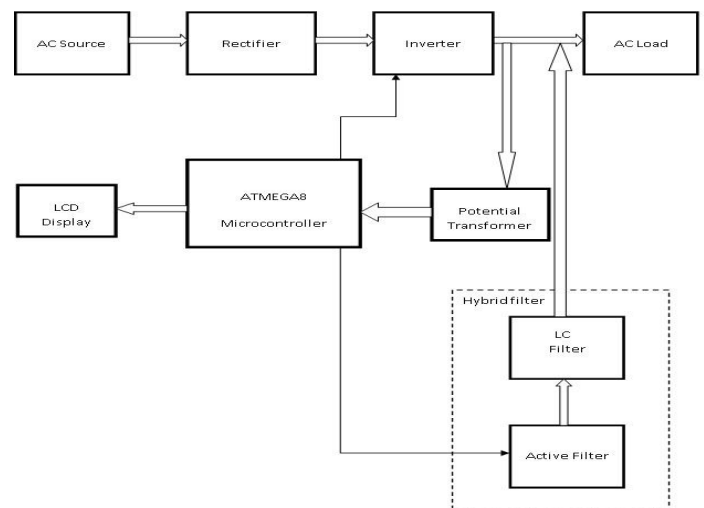 AC Source
Rectifier
Inverter
AC Load
ATMEGA8
Microcontroller
LCD
Display
Potential
Transformer
Hybrid filter
LC
Filter
Active Filter